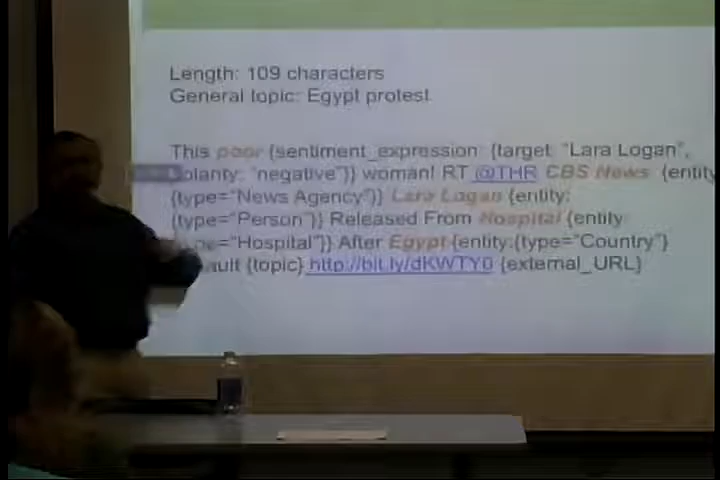 Length: 109 characters
General topic: Egypt protest
This poor {sentiment_expression: {target: "Lara Logan",
polarity: "negative"}} woman! RT @THR CBS News {entity:
{type="News Agency"}} Lara Logan {entity:
{type="Person"}} Released From Hospital {entity:
="Hospital"}} After Egypt {entity:{type="Country"}
ault {topic} http://bit.ly/dKWTY0 {external_URL}